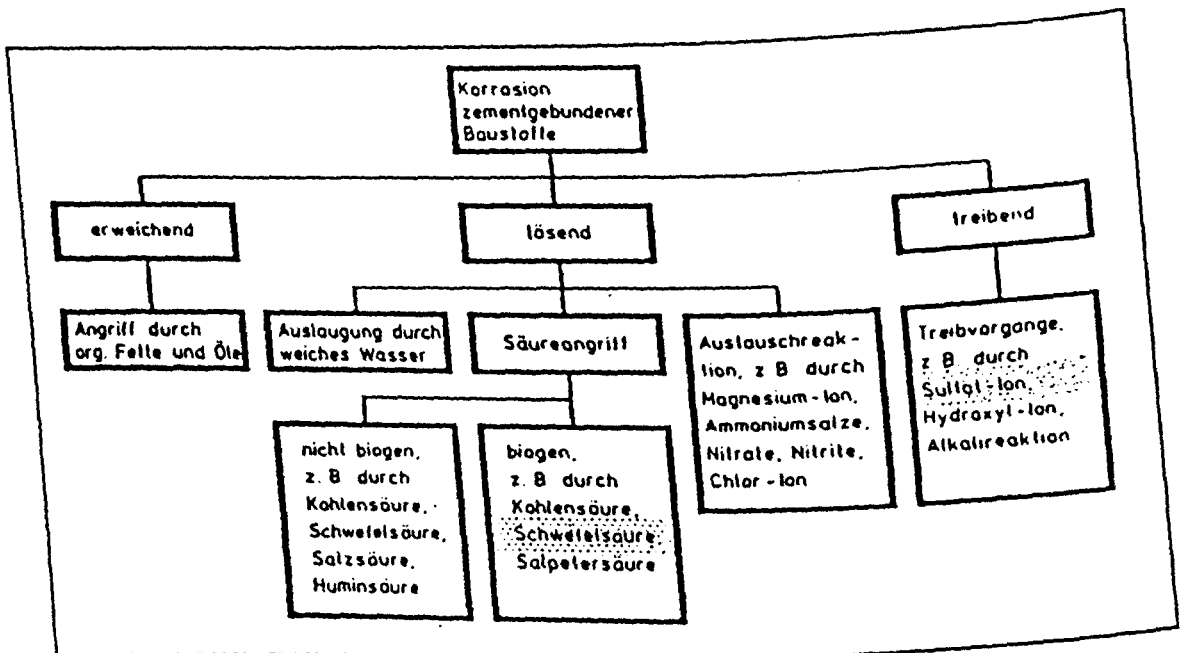 Korrosion
zementgebundener
Baustoffe
erweichend
lösend
treibend
Angriff durch
org. Fette und Öle
Auslaugung durch
weiches Wasser
Säureangriff
Austauschreak-
tion, z B durch
Magnesium-Ion,
Ammoniumsalze,
Nitrate, Nitrite,
Chlor-Ion
Treibvorgänge,
z B durch
Sulfat-Ion,
Hydroxyl-Ion,
Alkalireaktion
nicht biogen,
z. B durch
Kohlensäure,
Schwefelsäure,
Salzsäure,
Huminsäure
biogen,
z. B durch
Kohlensäure,
Schwefelsäure,
Salpetersäure